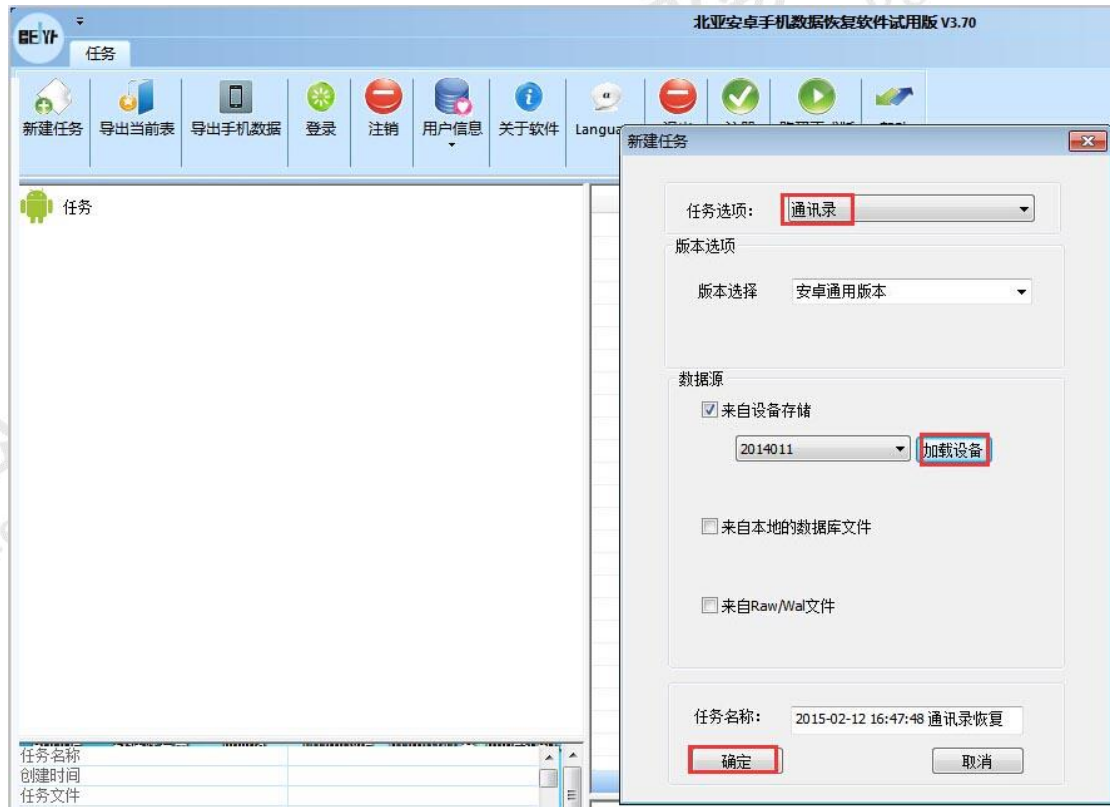 北亚安卓手机数据恢复软件试用版 V3.70
任务
新建任务 导出当前表 导出手机数据 登录 注销 用户信息 关于软件
新建任务
任务
任务选项: 通讯录
版本选项
版本选择 安卓通用版本
数据源
来自设备存储
2014011 加载设备
来自本地的数据库文件
来自Raw/Wal文件
任务名称: 2015-02-12 16:47:48 通讯录恢复
确定 取消
任务名称
创建时间
任务文件